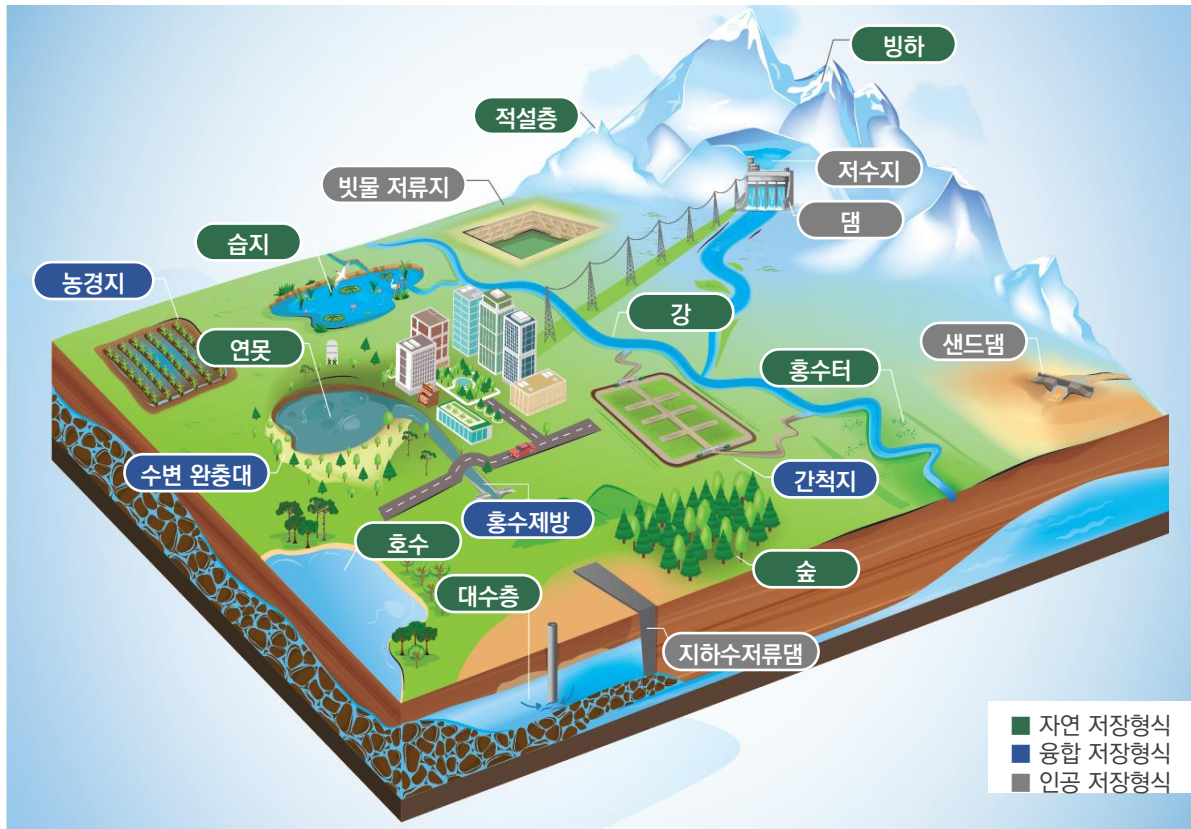 빙하
적설층
저수지
빗물 저류지
댐
습지
농경지
강
연못
샌드댐
홍수터
수변 완충대
간척지
홍수제방
호수
숲
대수층
지하수저류댐
자연 저장형식
융합 저장형식
인공 저장형식